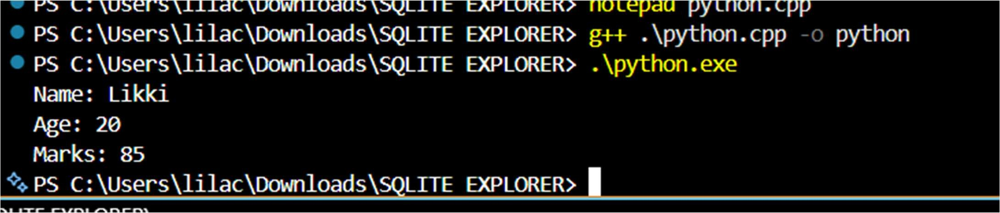 PS C:\Users\lilac\Downloads\SQLITE EXPLORER> notepad python.cpp
PS C:\Users\lilac\Downloads\SQLITE EXPLORER> g++ .\python.cpp -o python
PS C:\Users\lilac\Downloads\SQLITE EXPLORER> .\python.exe
Name: Likki
Age: 20
Marks: 85
PS C:\Users\lilac\Downloads\SQLITE EXPLORER>
EXPLORER\